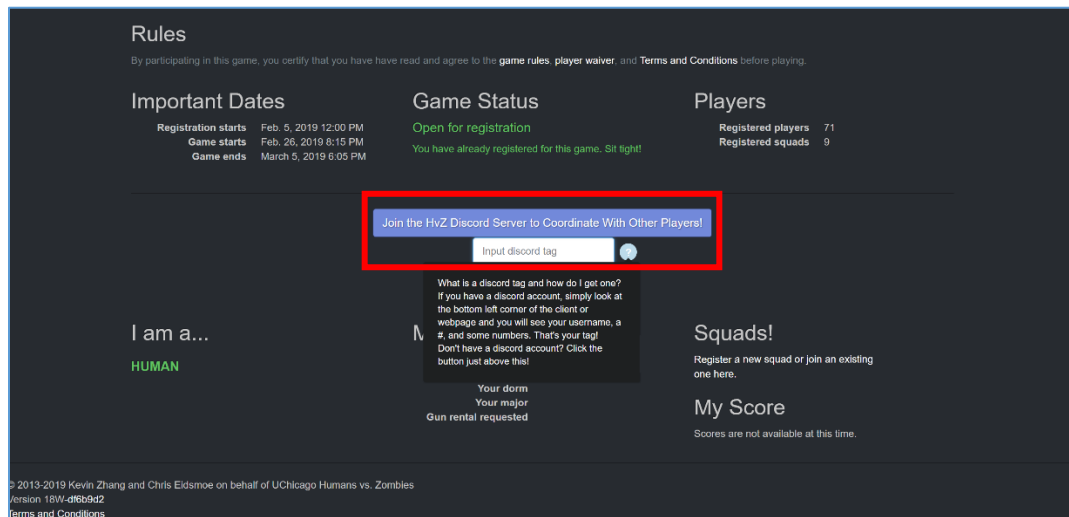 Rules
By participating in this game, you certify that you have have read and agree to the game rules, player waiver, and Terms and Conditions before playing.
Important Dates
Registration starts Feb. 5, 2019 12:00 PM
Game starts Feb. 26, 2019 8:15 PM
Game ends March 5, 2019 6:05 PM
Game Status
Open for registration
You have already registered for this game. Sit tight!
Players
Registered players 71
Registered squads 9
Join the HvZ Discord Server to Coordinate With Other Players!
Input discord tag
What is a discord tag and how do I get one?
If you have a discord account, simply look at
the bottom left corner of the client or
webpage and you will see your username, a
#, and some numbers. That's your tag!
Don't have a discord account? Click the
button just above this!
I am a...
HUMAN
Your dorm
Your major
Gun rental requested
Squads!
Register a new squad or join an existing
one here.
My Score
Scores are not available at this time.
© 2013-2019 Kevin Zhang and Chris Eidsmoe on behalf of UChicago Humans vs. Zombies
Version 18W-df6b9d2
Terms and Conditions